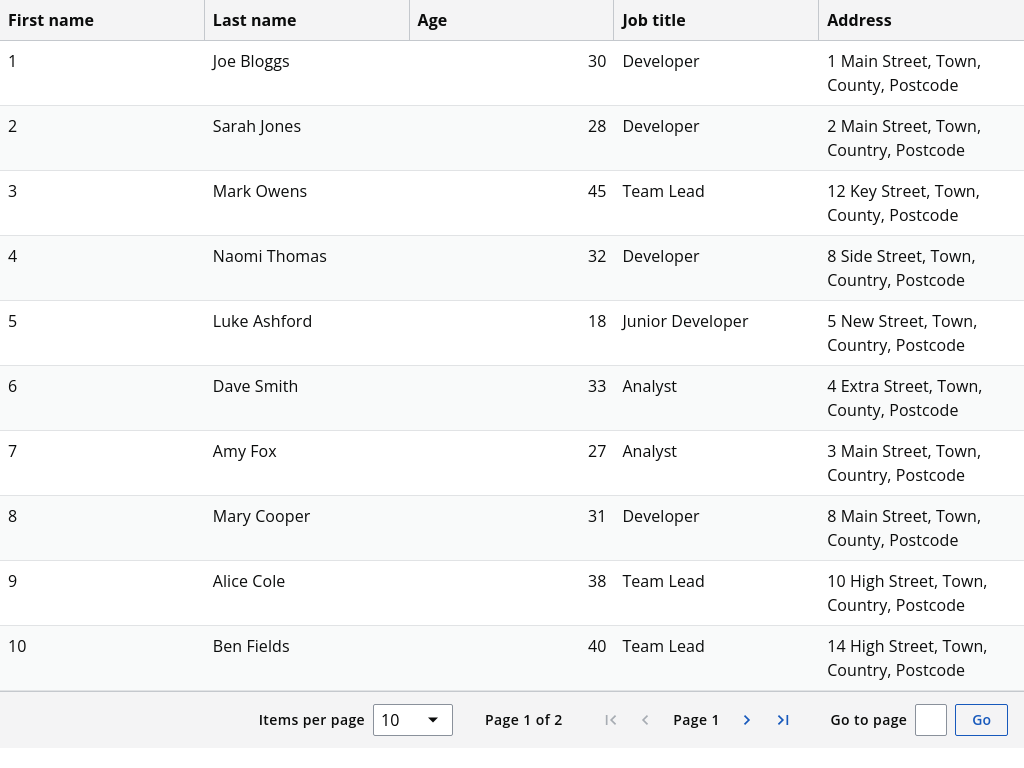 First name Last name Age Job title Address
1 Joe Bloggs 30 Developer 1 Main Street, Town,
County, Postcode
2 Sarah Jones 28 Developer 2 Main Street, Town,
Country, Postcode
3 Mark Owens 45 Team Lead 12 Key Street, Town,
County, Postcode
4 Naomi Thomas 32 Developer 8 Side Street, Town,
Country, Postcode
5 Luke Ashford 18 Junior Developer 5 New Street, Town,
Country, Postcode
6 Dave Smith 33 Analyst 4 Extra Street, Town,
County, Postcode
7 Amy Fox 27 Analyst 3 Main Street, Town,
County, Postcode
8 Mary Cooper 31 Developer 8 Main Street, Town,
County, Postcode
9 Alice Cole 38 Team Lead 10 High Street, Town,
Country, Postcode
10 Ben Fields 40 Team Lead 14 High Street, Town,
Country, Postcode
Items per page 10 Page 1 of 2 Page 1 Go to page Go